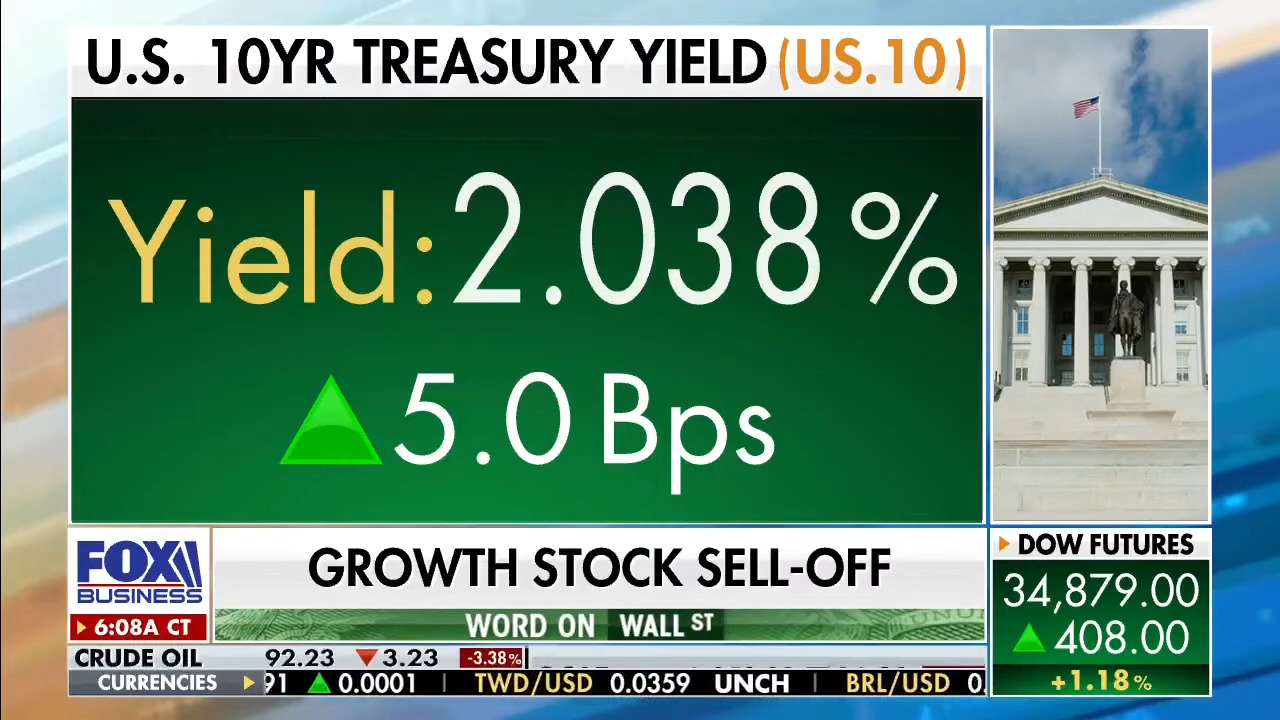 U.S. 10YR TREASURY YIELD (US.10)
Yield: 2.038%
5.0 Bps
FOX BUSINESS
6:08A CT
GROWTH STOCK SELL-OFF
WORD ON WALL ST
DOW FUTURES
34,879.00
408.00
+1.18%
CRUDE OIL 92.23 3.23 -3.38%
CURRENCIES 91 0.0001 | TWD/USD 0.0359 UNCH | BRL/USD 0.